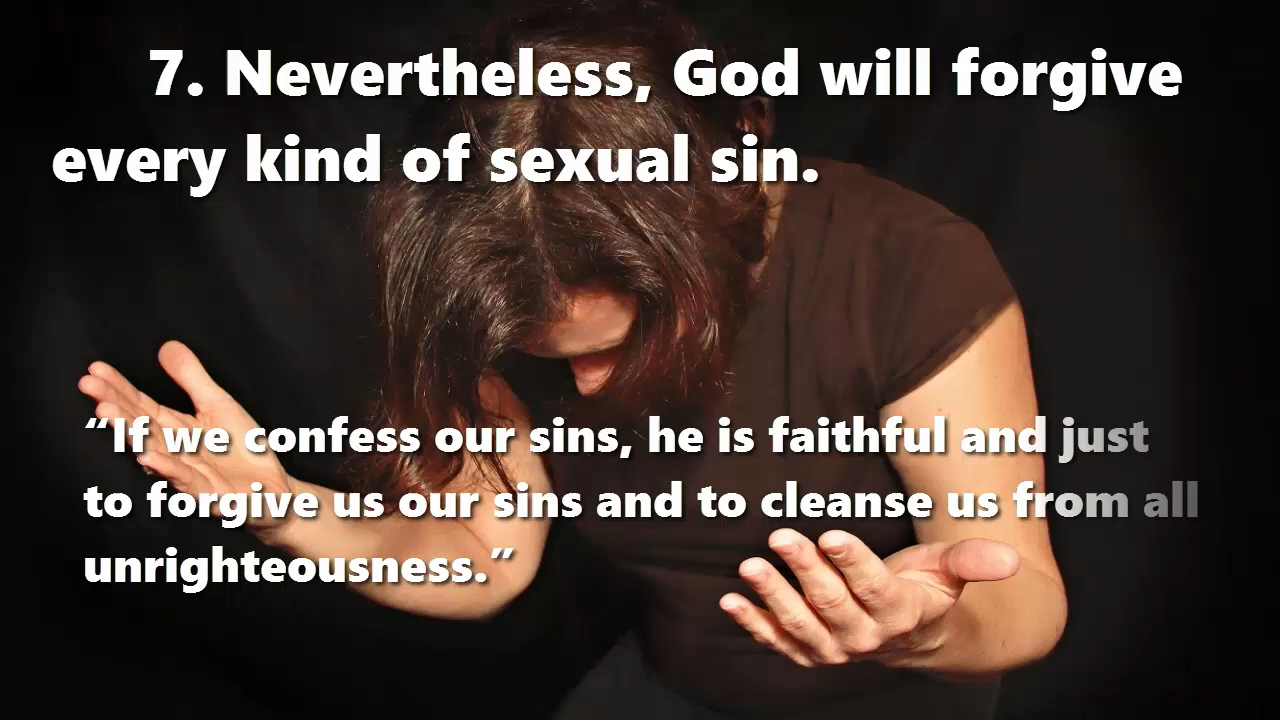 7. Nevertheless, God will forgive
every kind of sexual sin.
“If we confess our sins, he is faithful and just
to forgive us our sins and to cleanse us from all
unrighteousness.”